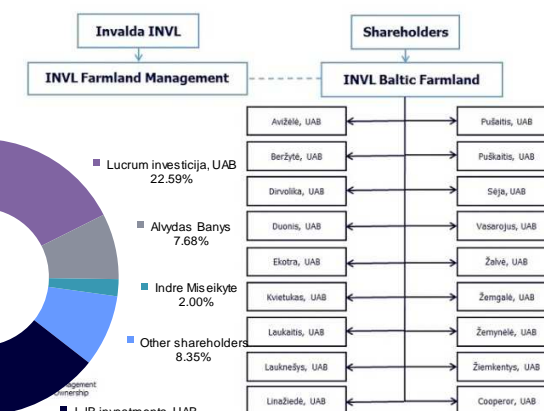 Invalda INVL
Shareholders
INVL Farmland Management
INVL Baltic Farmland
Avižėlė, UAB
Pušaitis, UAB
Beržytė, UAB
Puškaitis, UAB
Dirvolika, UAB
Sėja, UAB
Duonis, UAB
Vasarojus, UAB
Ekotra, UAB
Žalvė, UAB
Kvietukas, UAB
Žemgalė, UAB
Laukaitis, UAB
Žemynėlė, UAB
Lauknešys, UAB
Žiemkentys, UAB
Linažiedė, UAB
Cooperor, UAB
Lucrum investicija, UAB
22.59%
Alvydas Banys
7.68%
Indre Miseikyte
2.00%
Other shareholders
8.35%